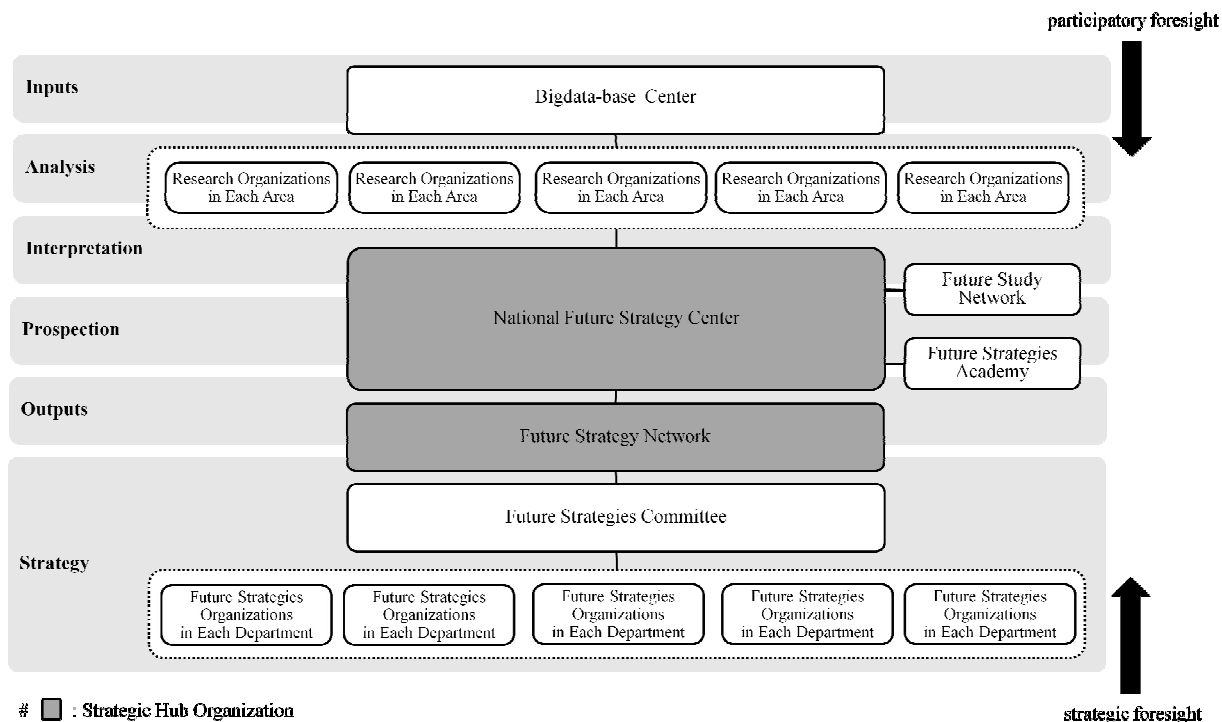 participatory foresight
Inputs
Bigdata-base Center
Analysis
Research Organizations
in Each Area
Research Organizations
in Each Area
Research Organizations
in Each Area
Research Organizations
in Each Area
Research Organizations
in Each Area
Interpretation
Future Study
Network
National Future Strategy Center
Prospection
Future Strategies
Academy
Outputs
Future Strategy Network
Future Strategies Committee
Strategy
Future Strategies
Organizations
in Each Department
Future Strategies
Organizations
in Each Department
Future Strategies
Organizations
in Each Department
Future Strategies
Organizations
in Each Department
Future Strategies
Organizations
in Each Department
# : Strategic Hub Organization
strategic foresight